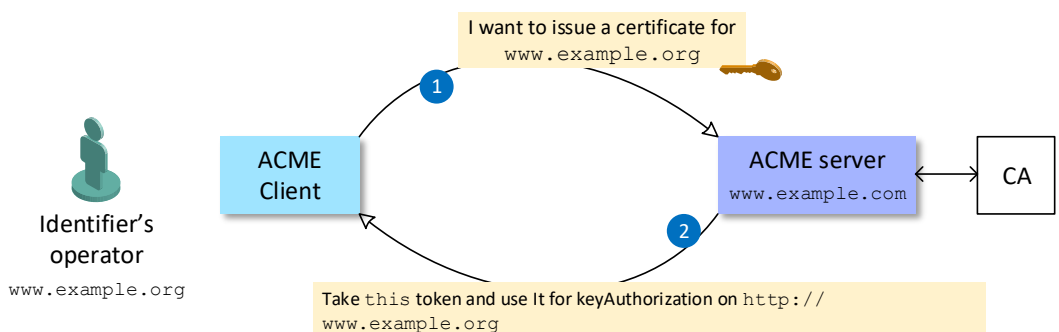 I want to issue a certificate for
www.example.org
1
ACME
Client
ACME server
www.example.com
CA
Identifier's
operator
www.example.org
2
Take this token and use It for keyAuthorization on http://
www.example.org